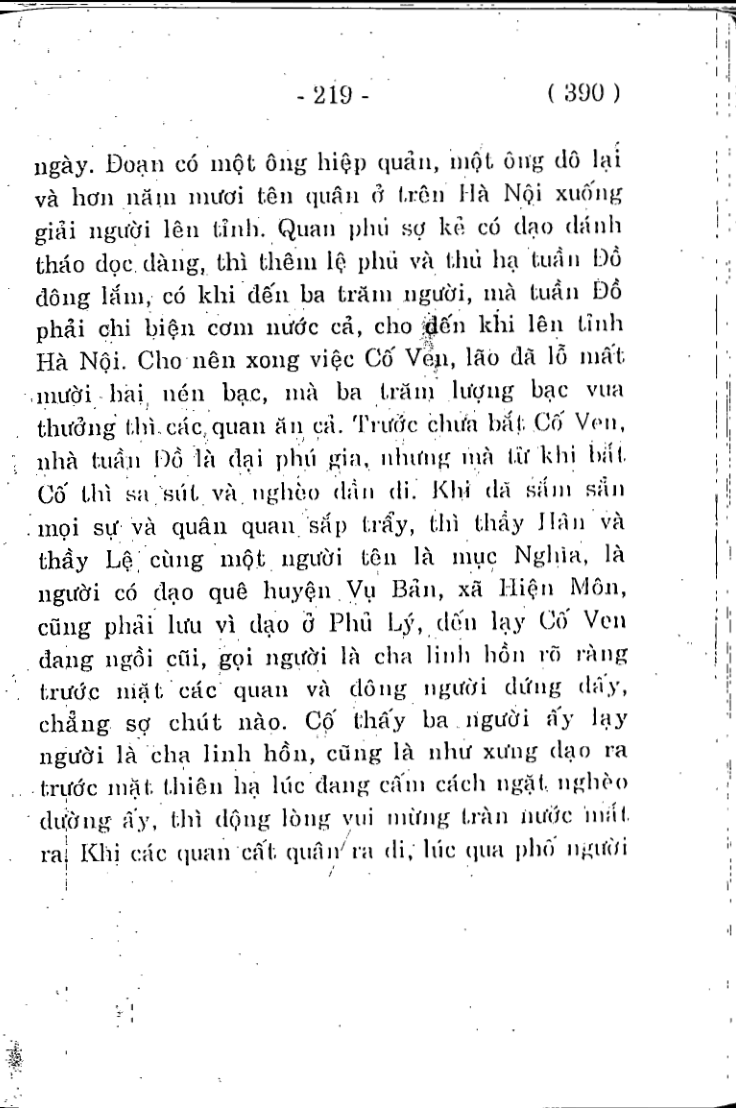 - 219 - ( 390 )
ngày. Đoạn có một ông hiệp quản, một ông đô lại
và hơn năm mươi tên quân ở trên Hà Nội xuống
giải người lên tỉnh. Quan phủ sợ kẻ có đạo đánh
tháo dọc đàng, thì thêm lệ phủ và thủ hạ tuần Đồ
đông lắm, có khi đến ba trăm người, mà tuần Đồ
phải chi biện cơm nước cả, cho đến khi lên tỉnh
Hà Nội. Cho nên xong việc Cố Ven, lão đã lỗ mất
mười hai nén bạc, mà ba trăm lượng bạc vua
thưởng thì các quan ăn cả. Trước chưa bắt Cố Ven,
nhà tuần Đồ là đại phú gia, nhưng mà từ khi bắt
Cố thì sa sút và nghèo dần đi. Khi đã sắm sẵn
mọi sự và quân quan sắp trẩy, thì thầy Hân và
thầy Lệ cùng một người tên là mục Nghĩa, là
người có đạo quê huyện Vụ Bản, xã Hiện Môn,
cũng phải lưu vì đạo ở Phủ Lý, đến lạy Cố Ven
đang ngồi cũi, gọi người là cha linh hồn rõ ràng
trước mặt các quan và đông người đứng đấy,
chẳng sợ chút nào. Cố thấy ba người ấy lạy
người là cha linh hồn, cũng là như xưng đạo ra
trước mặt thiên hạ lúc đang cấm cách ngặt nghèo
dường ấy, thì động lòng vui mừng tràn nước mắt
ra. Khi các quan cất quân ra đi, lúc qua phố người